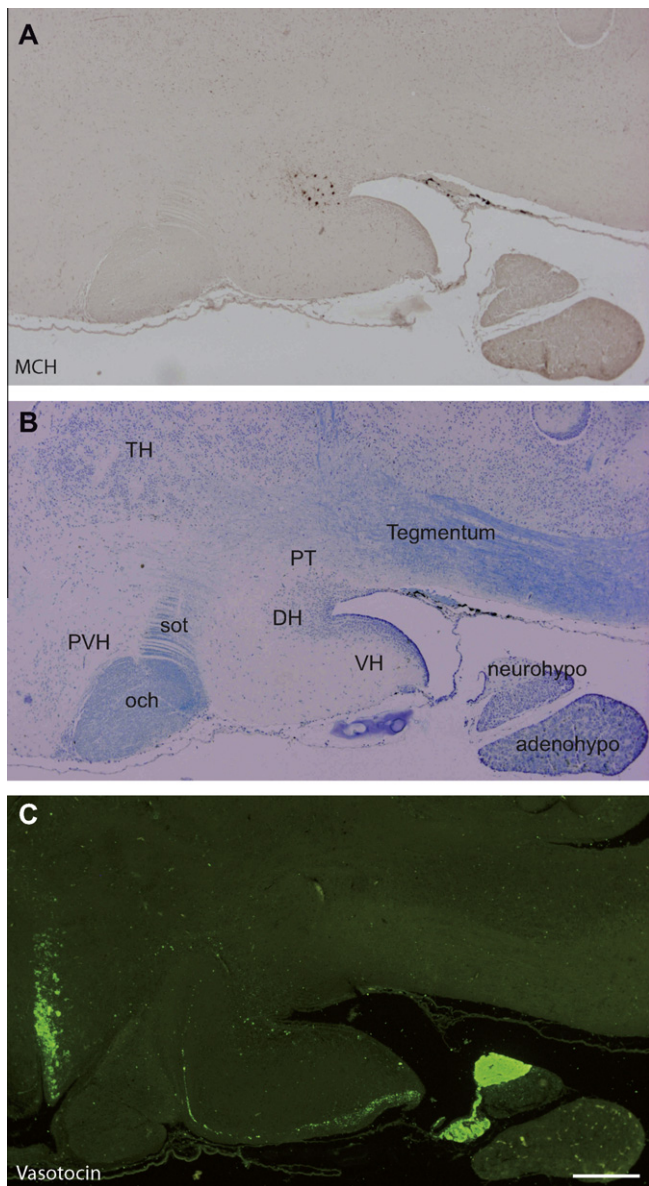 A
MCH
B
TH
Tegmentum
PT
DH
PVH
sot
VH
neurohypo
och
adenohypo
C
Vasotocin